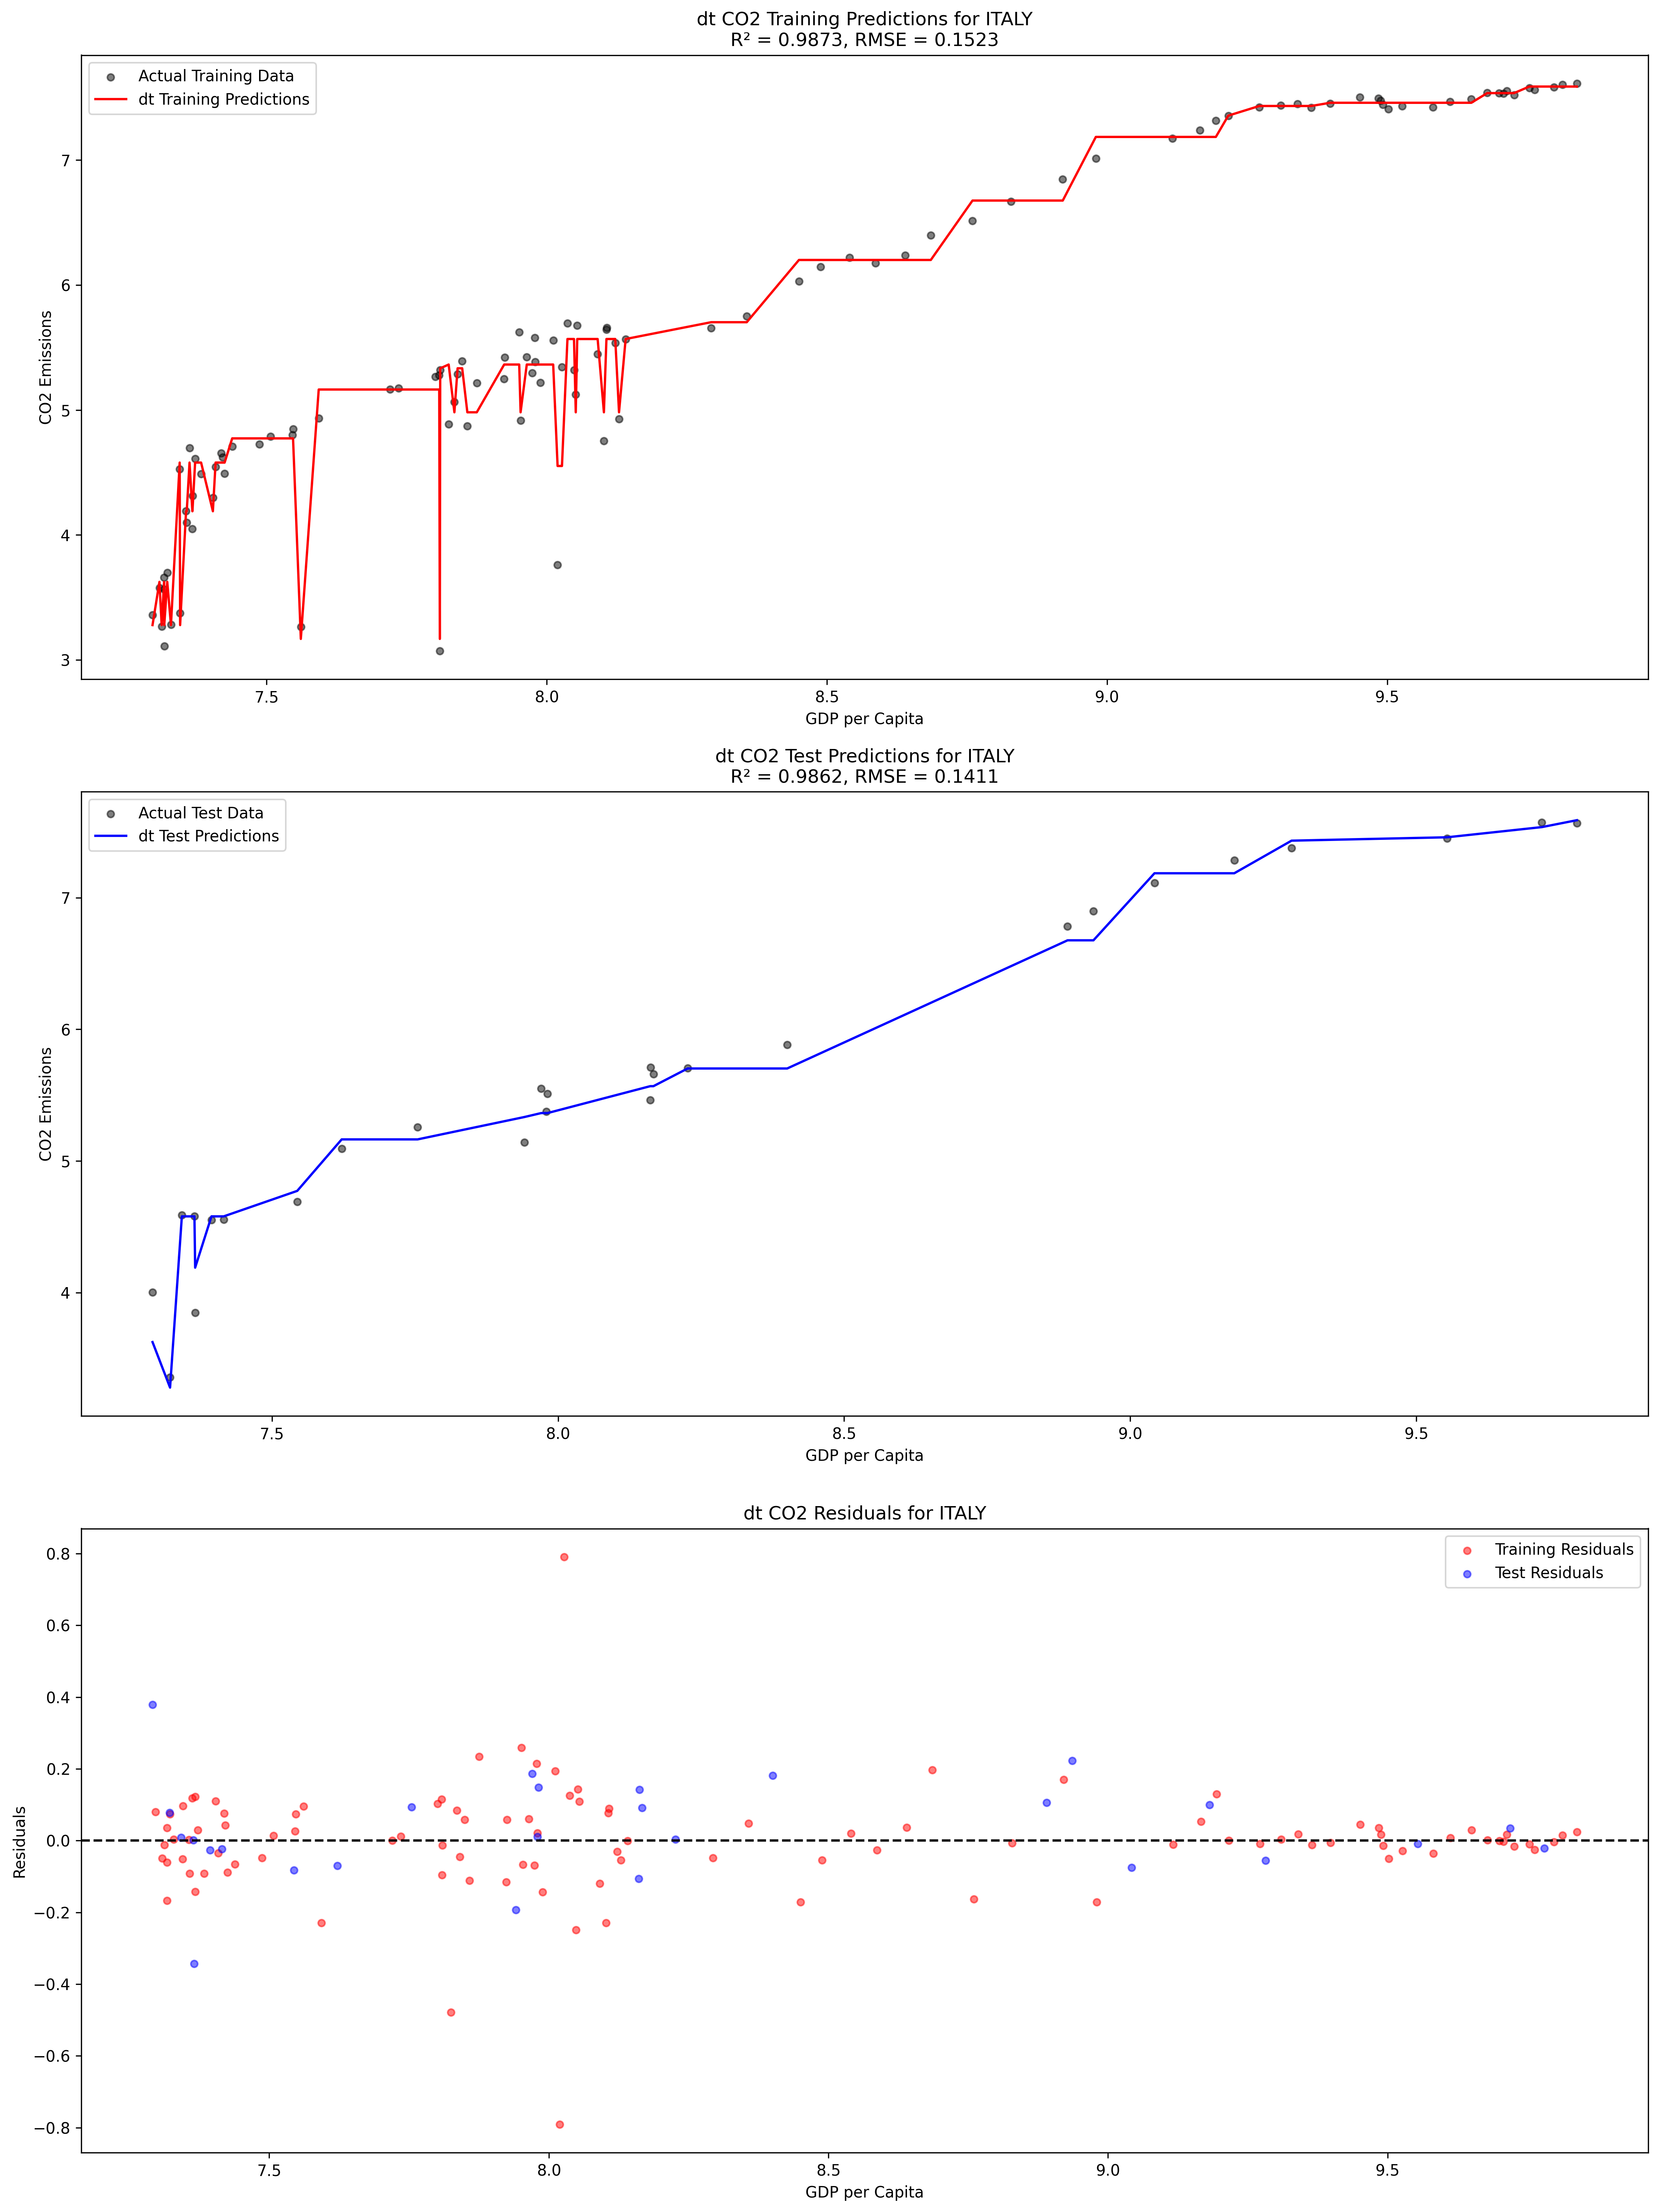 dt CO2 Training Predictions for ITALY
R² = 0.9873, RMSE = 0.1523
Actual Training Data
dt Training Predictions
CO2 Emissions
7
6
5
4
3
7.5
8.0
8.5
9.0
9.5
GDP per Capita
dt CO2 Test Predictions for ITALY
R² = 0.9862, RMSE = 0.1411
Actual Test Data
dt Test Predictions
CO2 Emissions
7
6
5
4
7.5
8.0
8.5
9.0
9.5
GDP per Capita
dt CO2 Residuals for ITALY
Training Residuals
Test Residuals
Residuals
0.8
0.6
0.4
0.2
0.0
−0.2
−0.4
−0.6
−0.8
7.5
8.0
8.5
9.0
9.5
GDP per Capita